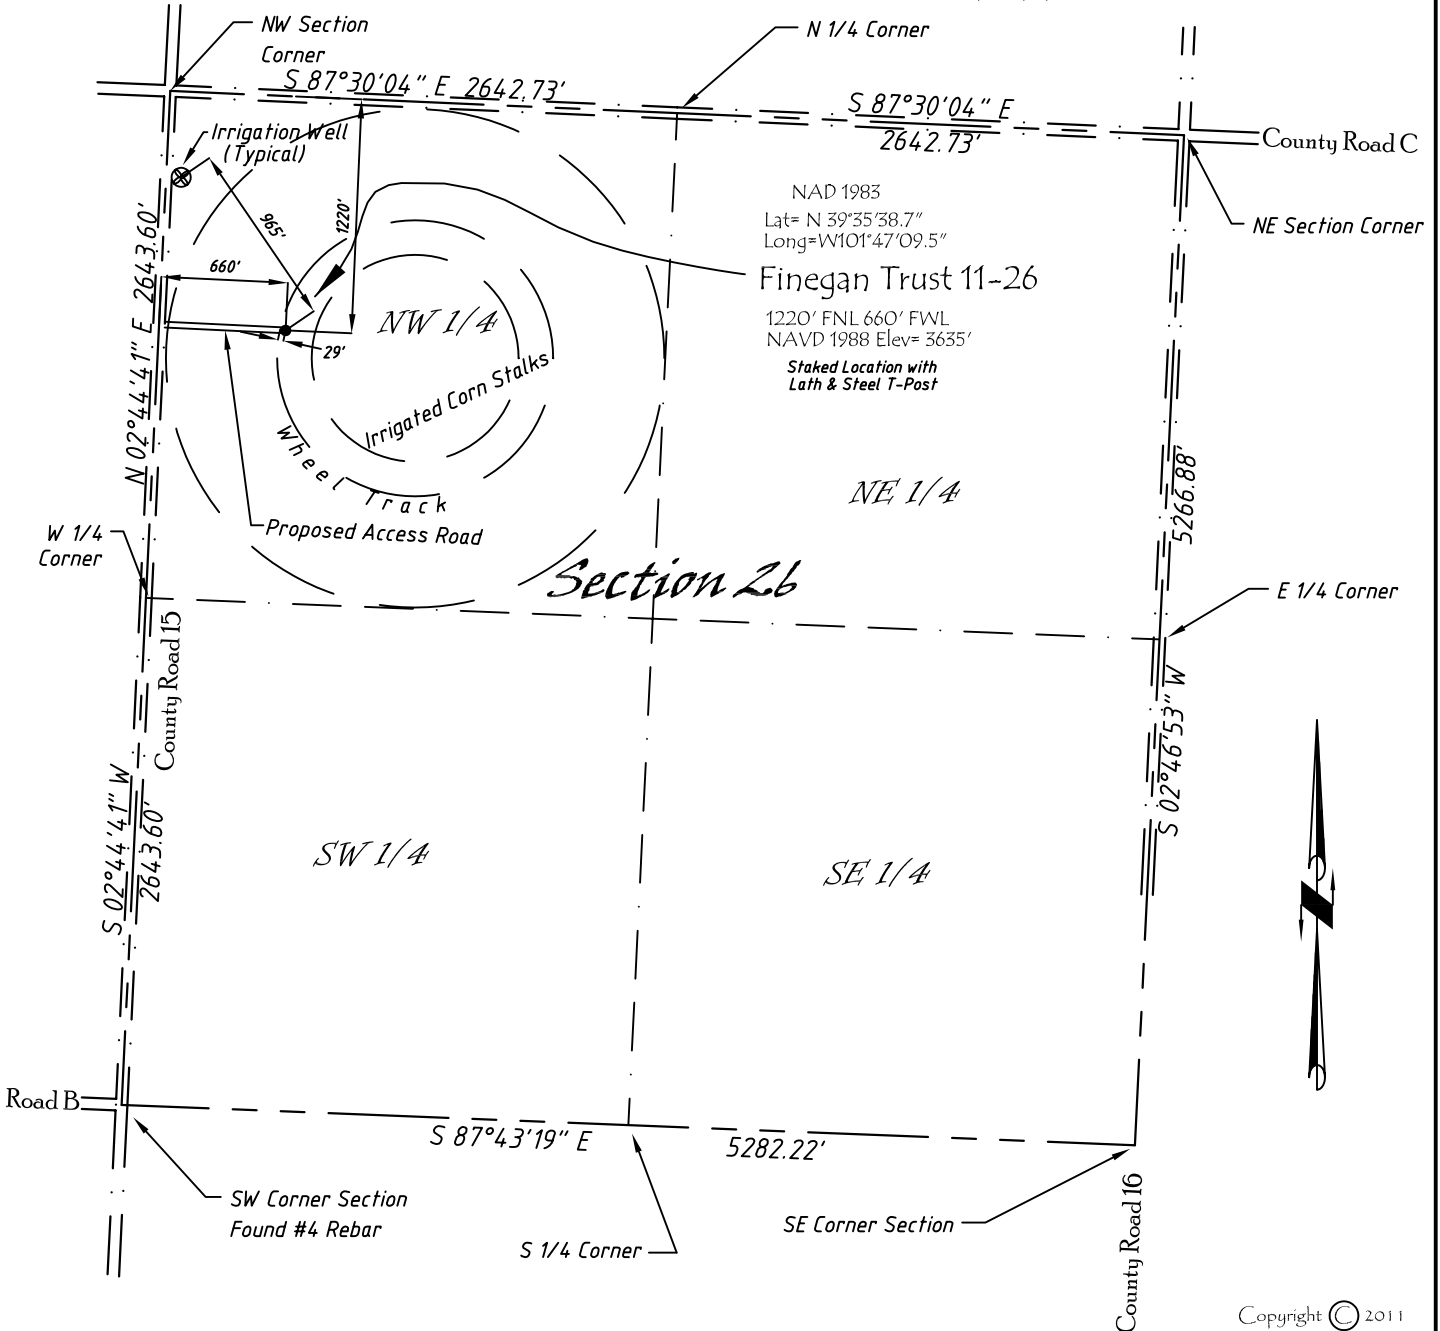 NW Section
Corner
N 1/4 Corner
S 87°30'04" E 2642.73'
S 87°30'04" E
2642.73'
County Road C
Irrigation Well
(Typical)
NE Section Corner
965'
1220'
660'
29'
N 02°44'41" E 2643.60'
NAD 1983
Lat= N 39°35'38.7"
Long=W101°47'09.5"
Finegan Trust 11-26
1220' FNL 660' FWL
NAVD 1988 Elev= 3635'
Staked Location with
Lath & Steel T-Post
NW 1/4
Irrigated Corn Stalks
Wheel Track
Proposed Access Road
NE 1/4
5266.88'
W 1/4
Corner
Section 26
E 1/4 Corner
County Road 15
S 02°46'53" W
S 02°44'41" W
2643.60'
SW 1/4
SE 1/4
Road B
S 87°43'19" E
5282.22'
SW Corner Section
Found #4 Rebar
S 1/4 Corner
SE Corner Section
County Road 16
Copyright © 2011